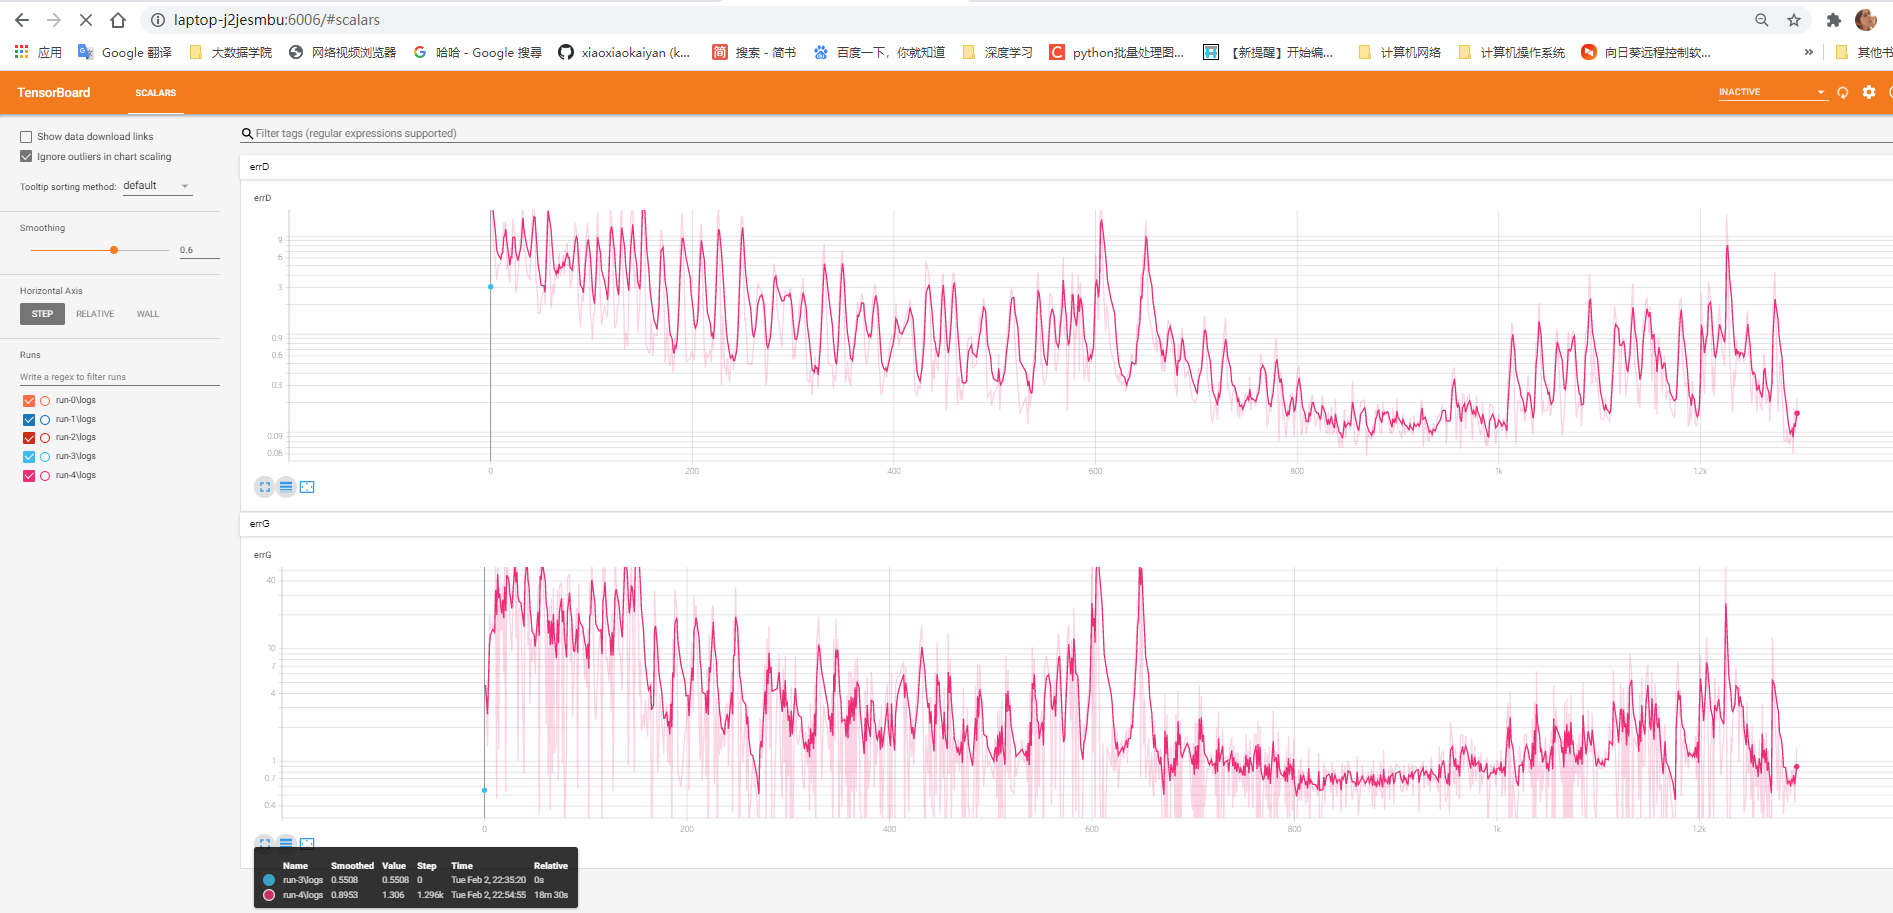 laptop-j2jesmbu:6006/#scalars
应用 Google 翻译 大数据学院 网络视频浏览器 哈哈 - Google 搜尋 xiaoxiaokaiyan (k... 简 搜索 - 简书 百度一下，你就知道 深度学习 C python批量处理图... 【新提醒】开始编... 计算机网络 计算机操作系统 向日葵远程控制软... » 其他书
TensorBoard SCALARS INACTIVE
Show data download links
Ignore outliers in chart scaling
Tooltip sorting method: default
Smoothing
0.6
Horizontal Axis
STEP RELATIVE WALL
Runs
Write a regex to filter runs
run-0\logs
run-1\logs
run-2\logs
run-3\logs
run-4\logs
Filter tags (regular expressions supported)
errD
errD
9
6
3
0.9
0.6
0.3
0.09
0.06
0 200 400 600 800 1k 1.2k
errG
errG
40
10
7
4
1
0.7
0.4
0 200 400 600 800 1k 1.2k
Name Smoothed Value Step Time Relative
run-3\logs 0.5508 0.5508 0 Tue Feb 2, 22:35:20 0s
run-4\logs 0.8953 1.306 1.296k Tue Feb 2, 22:54:55 18m 30s